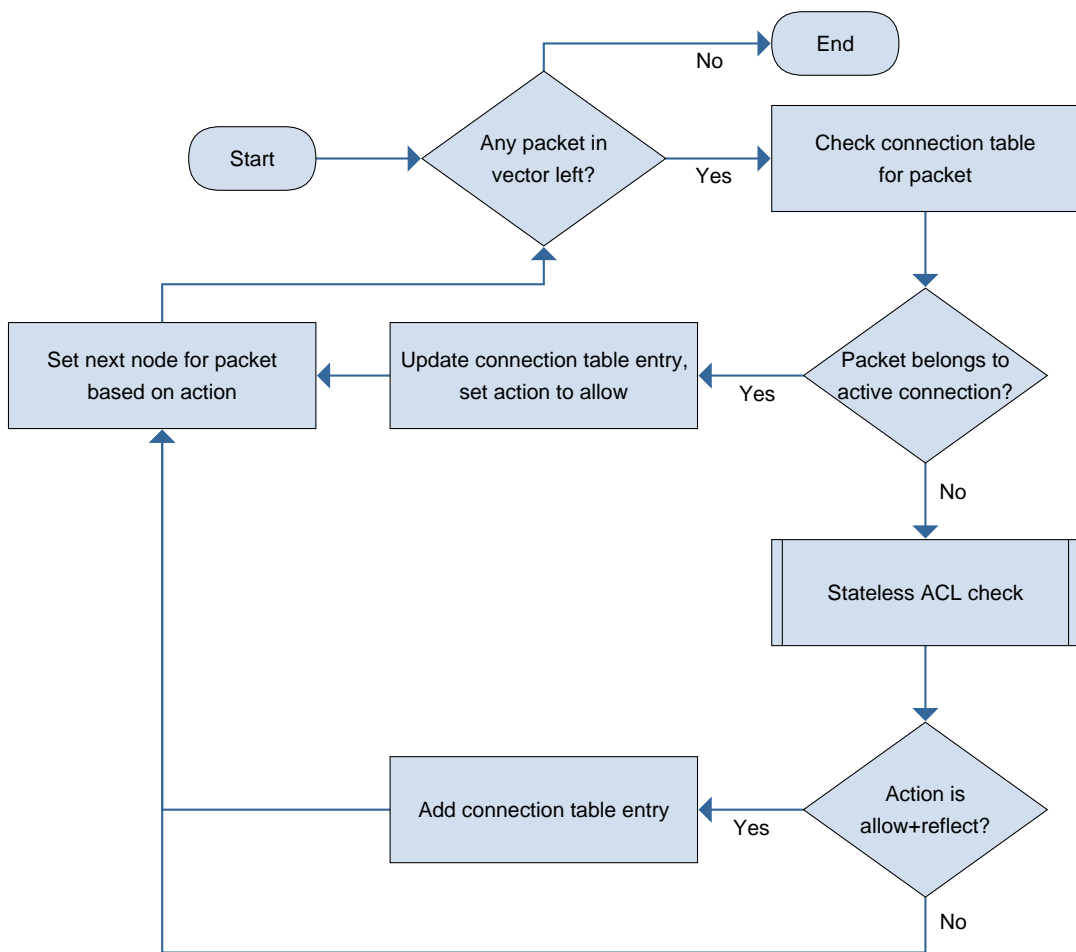 End
No
Start
Any packet in
vector left?
Yes
Check connection table
for packet
Set next node for packet
based on action
Update connection table entry,
set action to allow
Yes
Packet belongs to
active connection?
No
Stateless ACL check
Add connection table entry
Yes
Action is
allow+reflect?
No